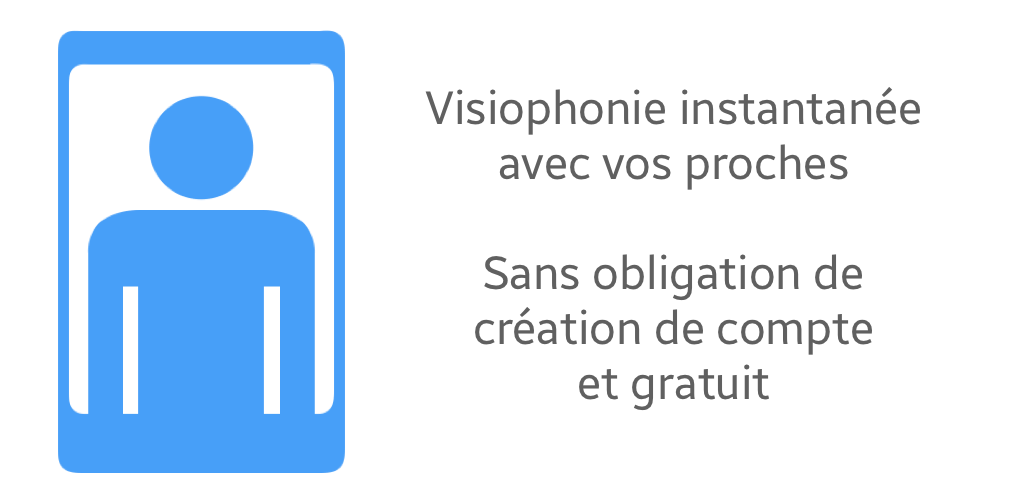 Visiophonie instantanée
avec vos proches
Sans obligation de
création de compte
et gratuit